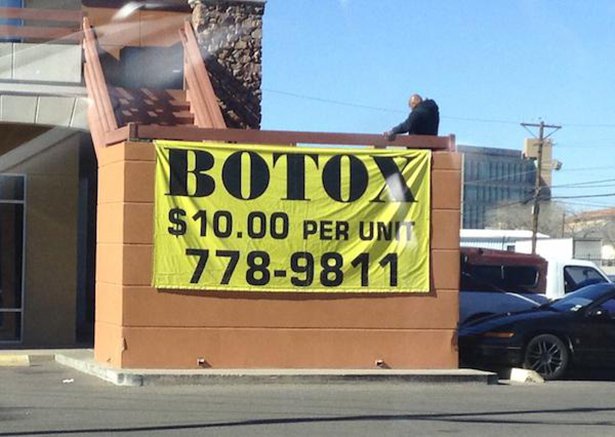 BOTOX
$10.00 PER UNIT
778-9811